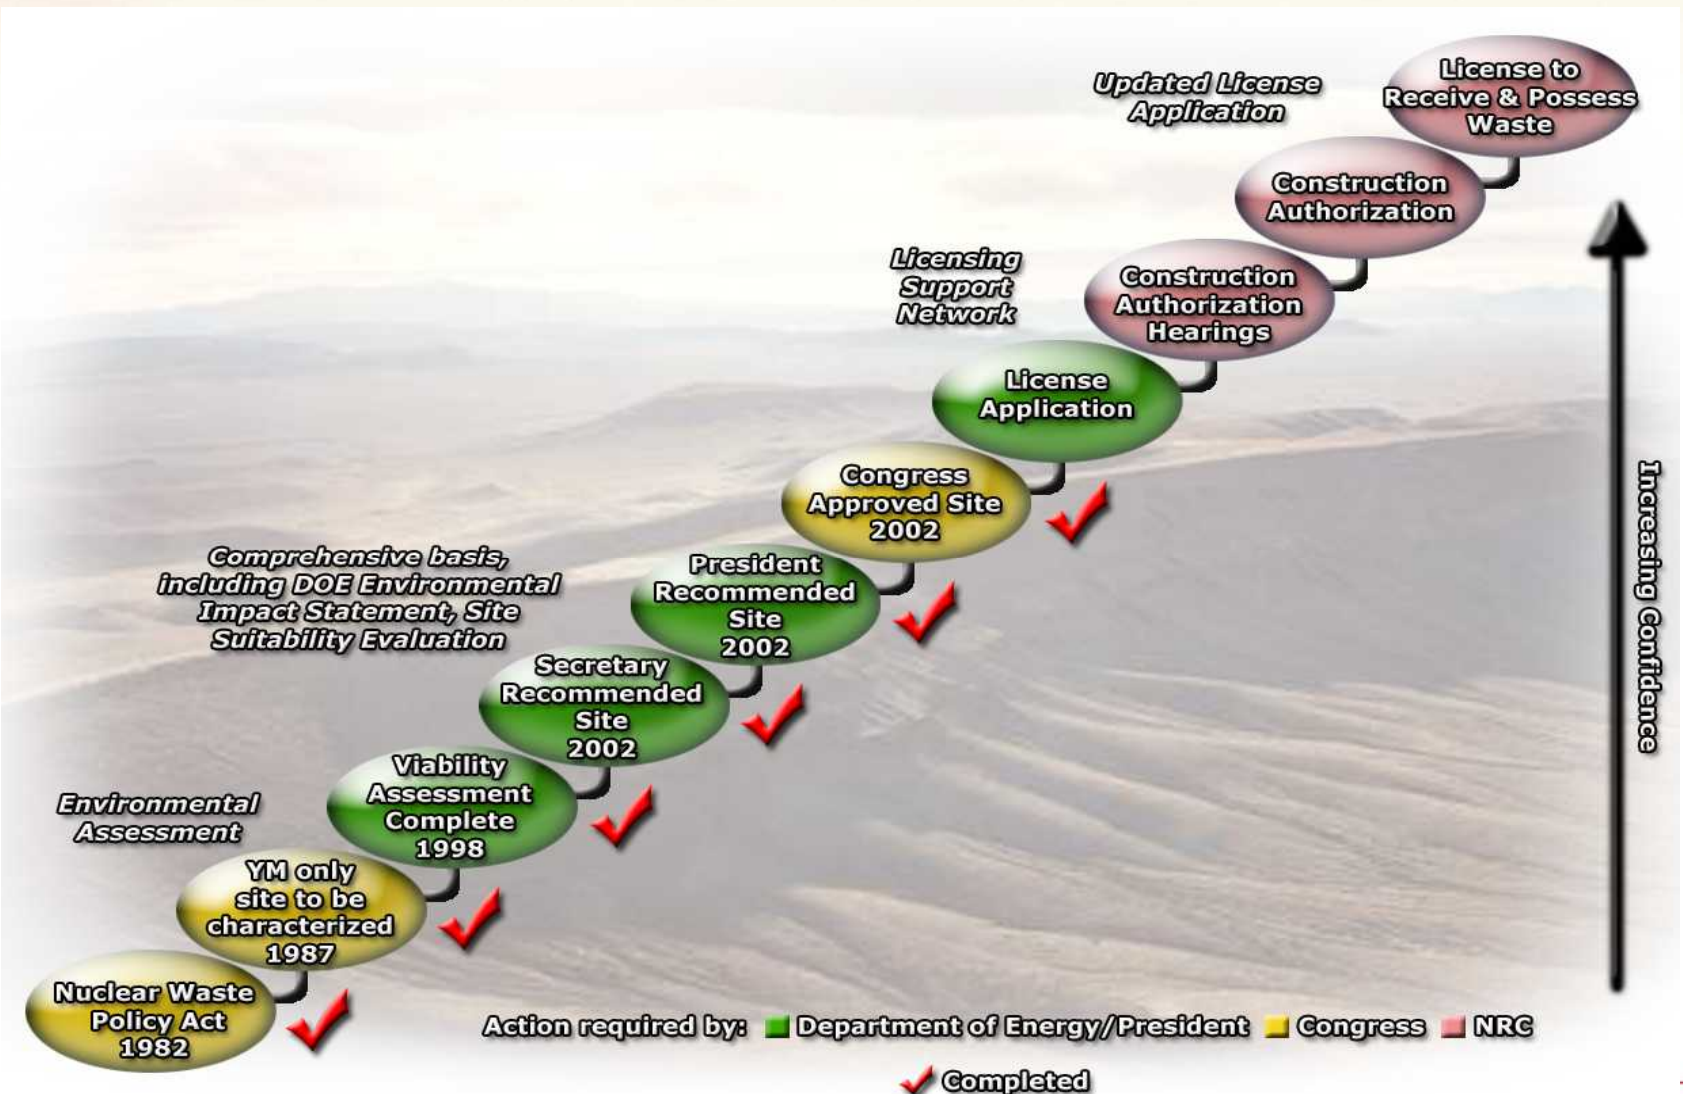 Updated License
Application
License to
Receive & Possess
Waste
Construction
Authorization
Licensing
Support
Network
Construction
Authorization
Hearings
License
Application
Congress
Approved Site
2002
Increasing Confidence
Comprehensive basis,
including DOE Environmental
Impact Statement, Site
Suitability Evaluation
President
Recommended
Site
2002
Secretary
Recommended
Site
2002
Environmental
Assessment
Viability
Assessment
Complete
1998
YM only
site to be
characterized
1987
Nuclear Waste
Policy Act
1982
Action required by: Department of Energy/President Congress NRC
Completed